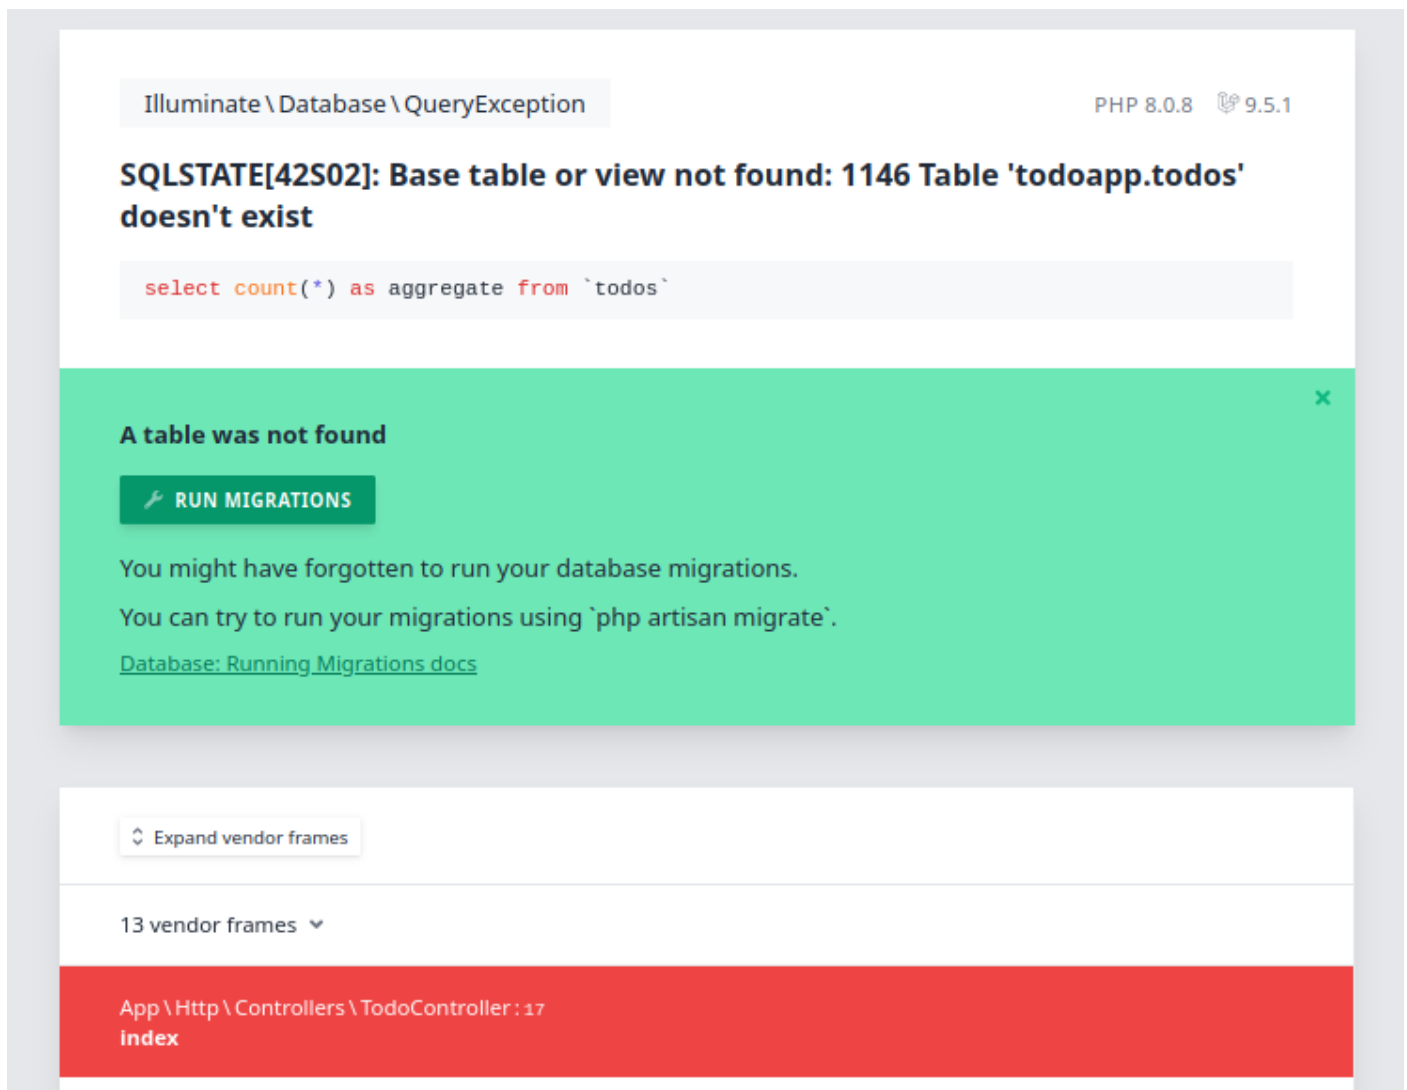 Illuminate\Database\QueryException
PHP 8.0.8 9.5.1
SQLSTATE[42S02]: Base table or view not found: 1146 Table 'todoapp.todos'
doesn't exist
select count(*) as aggregate from `todos`
A table was not found
RUN MIGRATIONS
You might have forgotten to run your database migrations.
You can try to run your migrations using `php artisan migrate`.
Database: Running Migrations docs
Expand vendor frames
13 vendor frames
App\Http\Controllers\TodoController:17
index